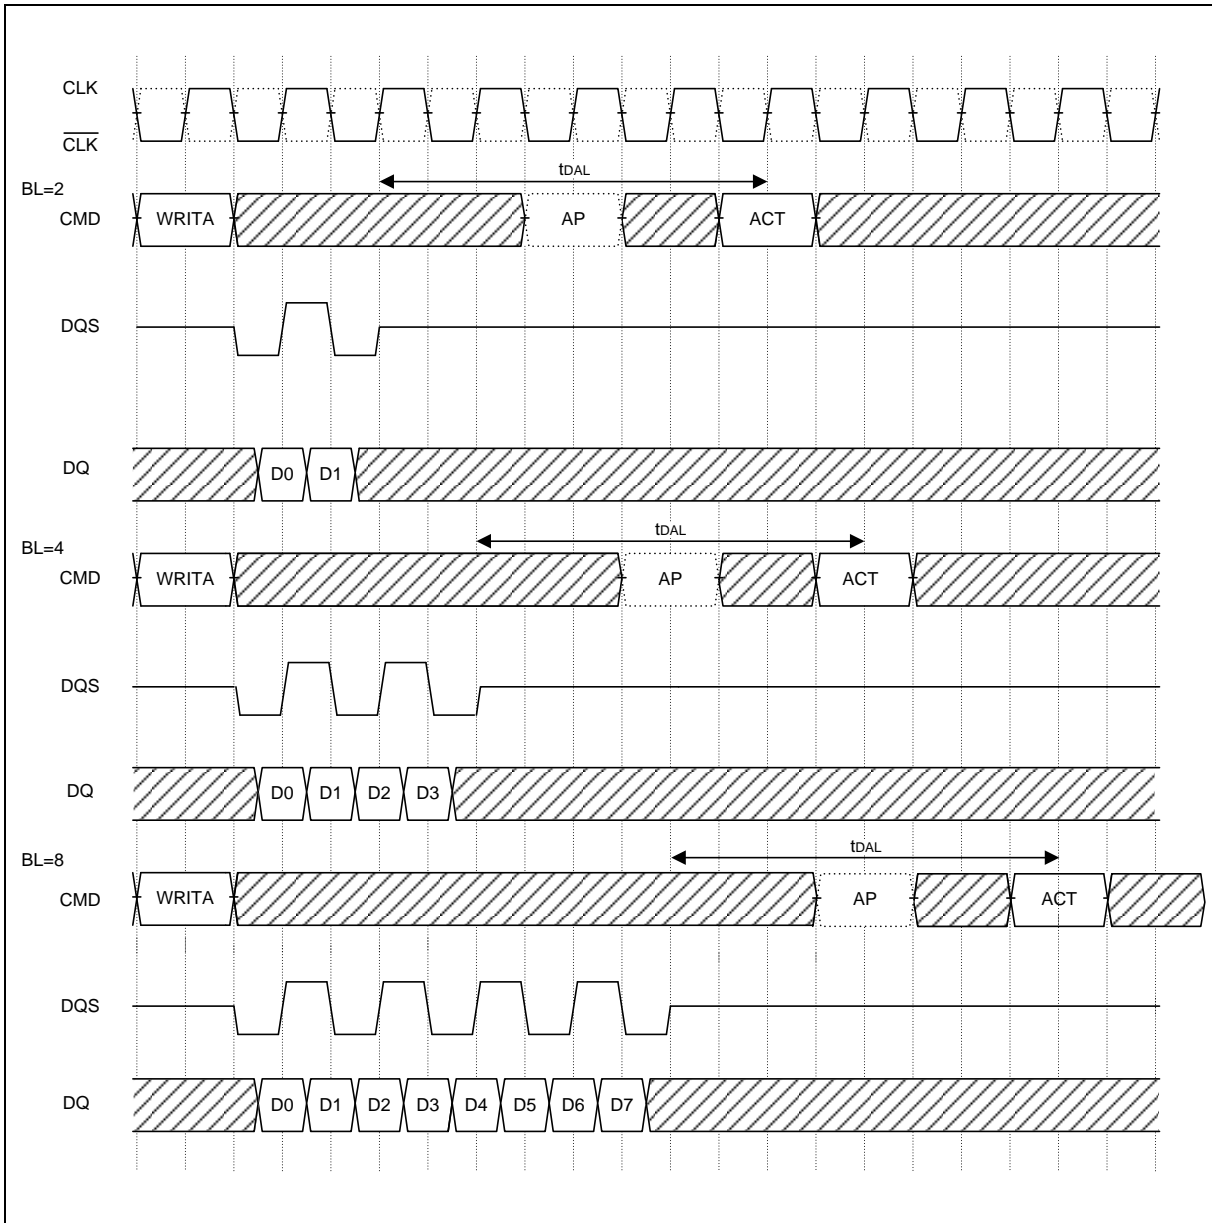 CLK
CLK
tDAL
BL=2
CMD WRITA AP ACT
DQS
DQ D0 D1
tDAL
BL=4
CMD WRITA AP ACT
DQS
DQ D0 D1 D2 D3
tDAL
BL=8
CMD WRITA AP ACT
DQS
DQ D0 D1 D2 D3 D4 D5 D6 D7